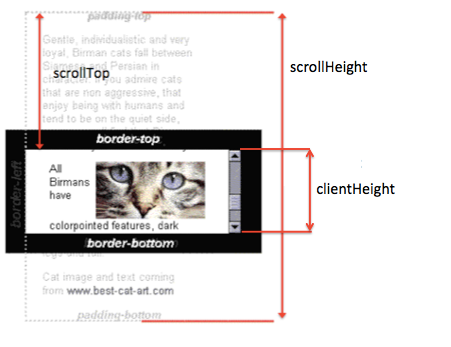 padding-top
Gentle, individualistic and very
loyal, Birman cats fall between
Siamese and Persian in
character. If you admire cats
that are non aggressive, that
enjoy being with humans and
tend to be on the quiet side,
scrollTop
scrollHeight
border-top
border-left
All
Birmans
have
colorpointed features, dark
clientHeight
border-bottom
legs and tail.
Cat image and text coming
from www.best-cat-art.com
padding-bottom